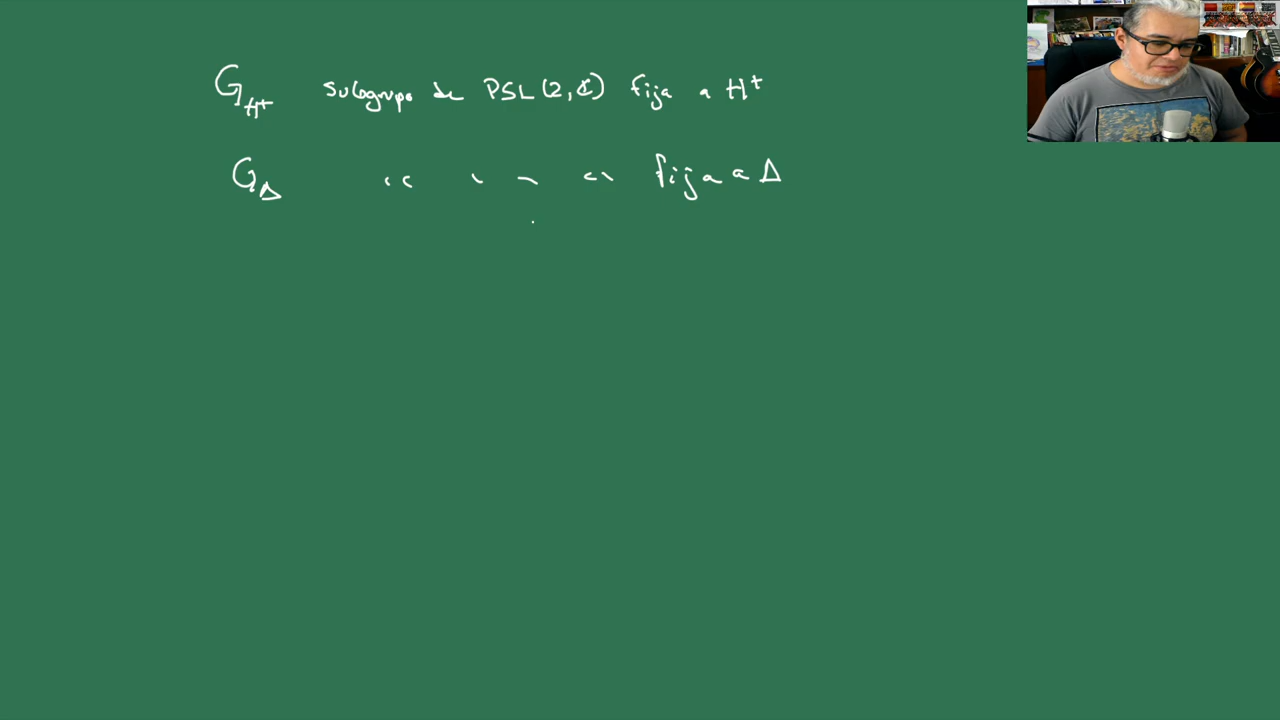 G_{H^+} subgrupo de PSL(2,ℂ) fija a H^+
G_Δ " " " " fija a Δ